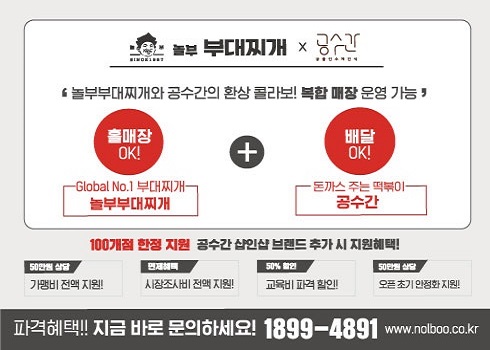 놀부 부대찌개 x 공수간
SINCE1987
놀부부대찌개와 공수간의 환상 콜라보! 복합 매장 운영 가능
홀매장 OK!
+
배달 OK!
Global No.1 부대찌개
놀부부대찌개
돈까스 주는 떡볶이
공수간
100개점 한정 지원 공수간 샵인샵 브랜드 추가 시 지원혜택!
50만원 상당
가맹비 전액 지원!
면제혜택
시장조사비 전액 지원!
50% 할인
교육비 파격 할인!
50만원 상당
오픈 초기 안정화 지원!
파격혜택!! 지금 바로 문의하세요! 1899-4891 www.nolboo.co.kr